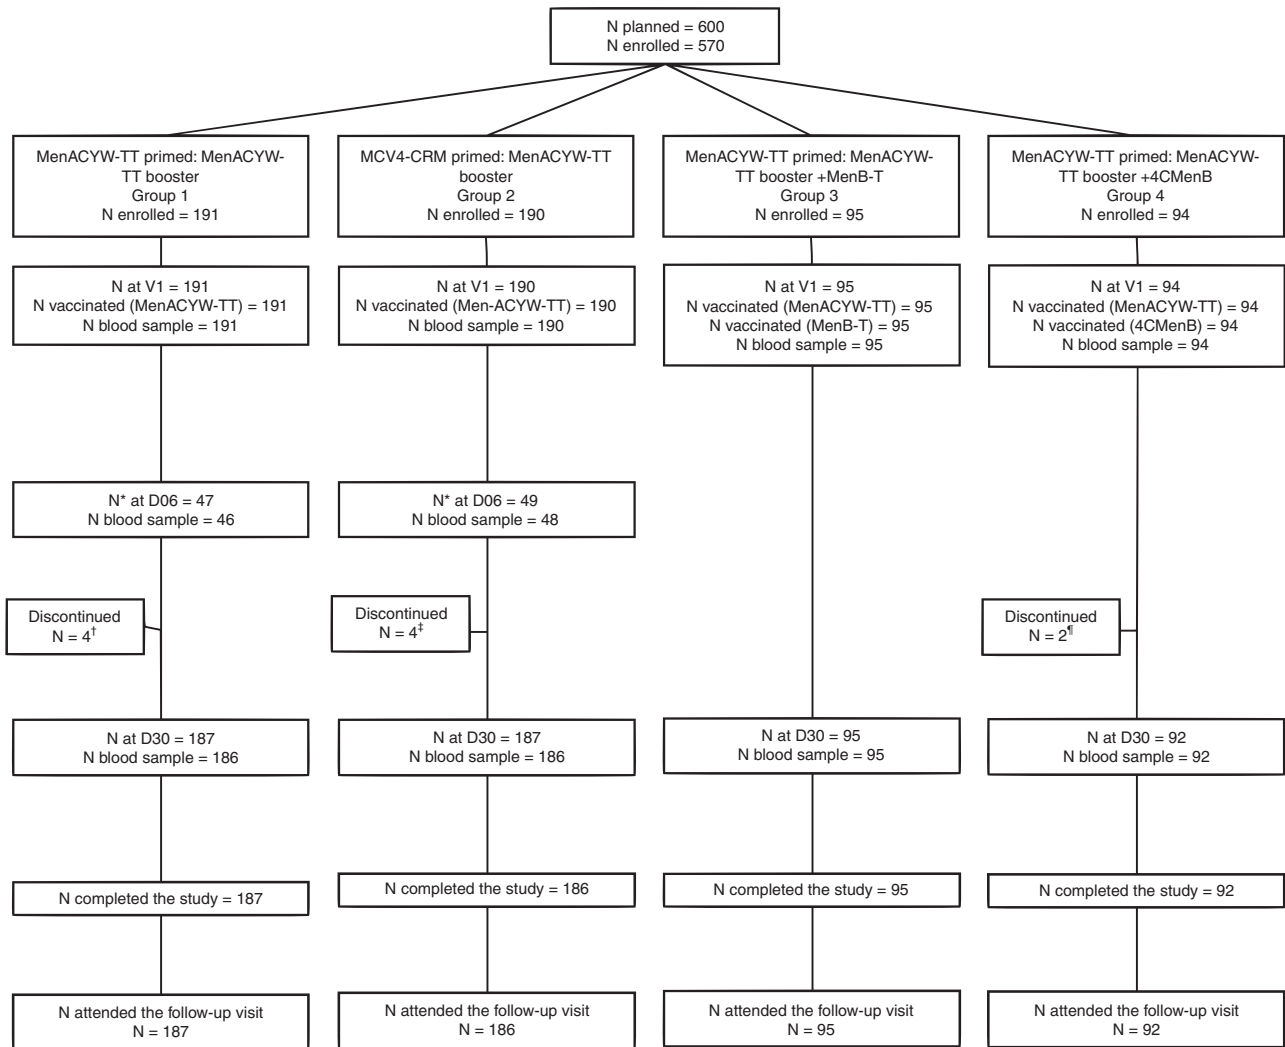 N planned = 600
N enrolled = 570
MenACYW-TT primed: MenACYW-
TT booster
Group 1
N enrolled = 191
MCV4-CRM primed: MenACYW-TT
booster
Group 2
N enrolled = 190
MenACYW-TT primed: MenACYW-
TT booster +MenB-T
Group 3
N enrolled = 95
MenACYW-TT primed: MenACYW-
TT booster +4CMenB
Group 4
N enrolled = 94
N at V1 = 191
N vaccinated (MenACYW-TT) = 191
N blood sample = 191
N at V1 = 190
N vaccinated (Men-ACYW-TT) = 190
N blood sample = 190
N at V1 = 95
N vaccinated (MenACYW-TT) = 95
N vaccinated (MenB-T) = 95
N blood sample = 95
N at V1 = 94
N vaccinated (MenACYW-TT) = 94
N vaccinated (4CMenB) = 94
N blood sample = 94
N* at D06 = 47
N blood sample = 46
N* at D06 = 49
N blood sample = 48
Discontinued
N = 4†
Discontinued
N = 4‡
Discontinued
N = 2¶
N at D30 = 187
N blood sample = 186
N at D30 = 187
N blood sample = 186
N at D30 = 95
N blood sample = 95
N at D30 = 92
N blood sample = 92
N completed the study = 187
N completed the study = 186
N completed the study = 95
N completed the study = 92
N attended the follow-up visit
N = 187
N attended the follow-up visit
N = 186
N attended the follow-up visit
N = 95
N attended the follow-up visit
N = 92